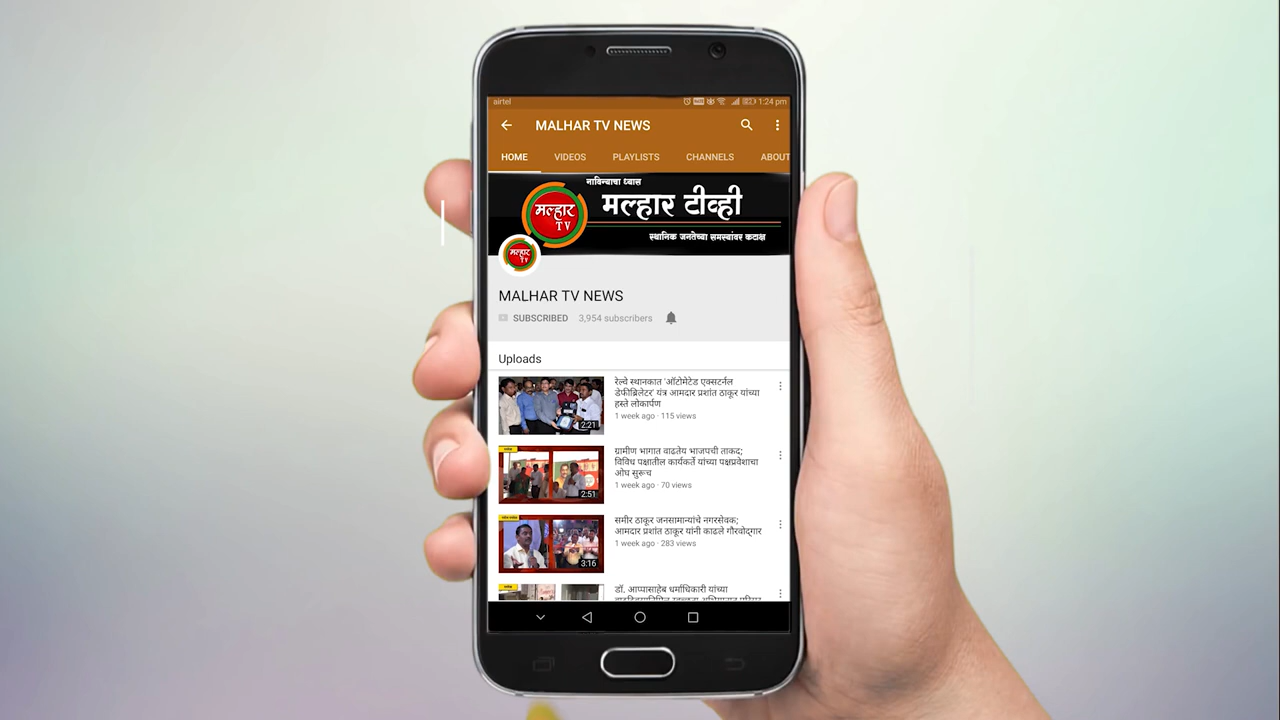 airtel
1:24 pm
MALHAR TV NEWS
HOME VIDEOS PLAYLISTS CHANNELS ABOUT
नाविन्याचा ध्यास
मल्हार टीव्ही
मल्हार
TV
स्थानिक जनतेच्या समस्यांवर कटाक्ष
मल्हार
TV
MALHAR TV NEWS
SUBSCRIBED 3,954 subscribers
Uploads
रेल्वे स्थानकात 'ऑटोमेटेड एक्सटर्नल
डेफीब्रिलेटर' यंत्र आमदार प्रशांत ठाकूर यांच्या
हस्ते लोकार्पण
1 week ago · 115 views
2:21
ग्रामीण भागात वाढतेय भाजपची ताकद;
विविध पक्षातील कार्यकर्ते यांच्या पक्षप्रवेशाचा
ओघ सुरूच
1 week ago · 70 views
2:51
समीर ठाकूर जनसामान्यांचे नगरसेवक;
आमदार प्रशांत ठाकूर यांनी काढले गौरवोद्गार
1 week ago · 283 views
3:16
डॉ. आप्पासाहेब धर्माधिकारी यांच्या